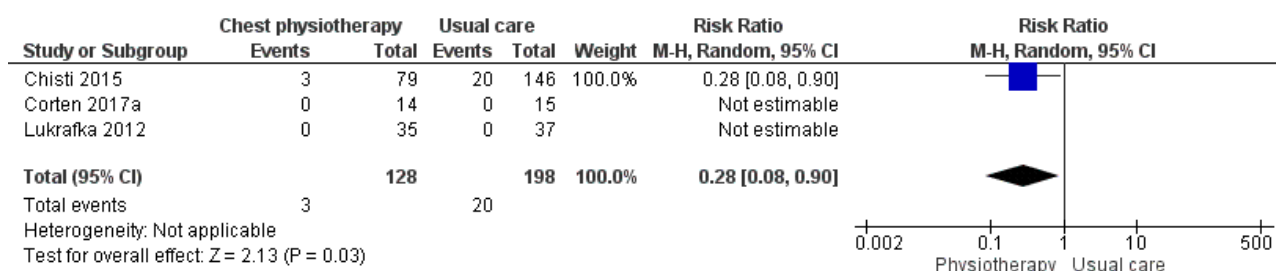 Chest physiotherapy Usual care Risk Ratio Risk Ratio
Study or Subgroup Events Total Events Total Weight M-H, Random, 95% CI M-H, Random, 95% CI
Chisti 2015 3 79 20 146 100.0% 0.28 [0.08, 0.90]
Corten 2017a 0 14 0 15 Not estimable
Lukrafka 2012 0 35 0 37 Not estimable
Total (95% CI) 128 198 100.0% 0.28 [0.08, 0.90]
Total events 3 20
Heterogeneity: Not applicable
Test for overall effect: Z = 2.13 (P = 0.03)
0.002 0.1 1 10 500
Physiotherapy Usual care